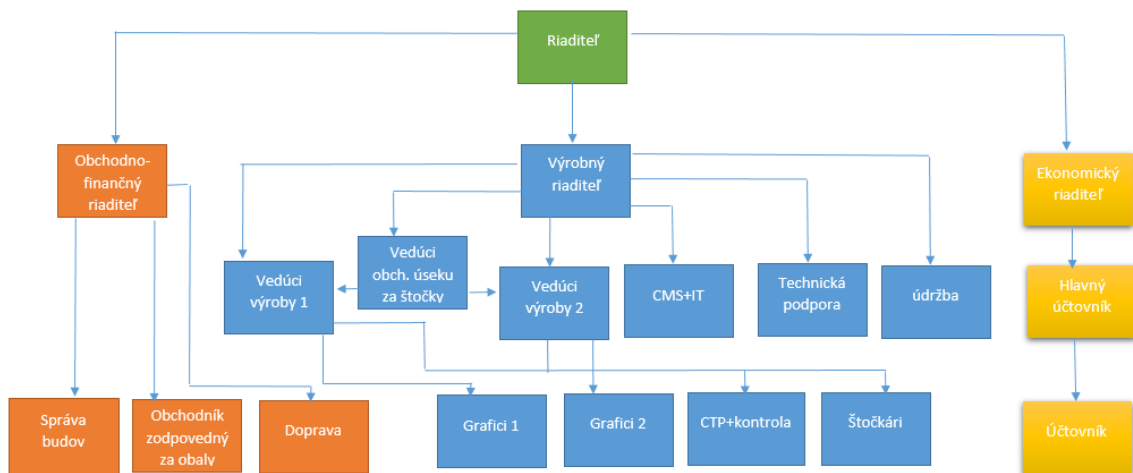 Riaditeľ
Obchodno-
finančný
riaditeľ
Výrobný
riaditeľ
Ekonomický
riaditeľ
Vedúci
výroby 1
Vedúci
obch. úseku
za štočky
Vedúci
výroby 2
CMS+IT
Technická
podpora
údržba
Hlavný
účtovník
Správa
budov
Obchodník
zodpovedný
za obaly
Doprava
Grafici 1
Grafici 2
CTP+kontrola
Štočkári
Účtovník